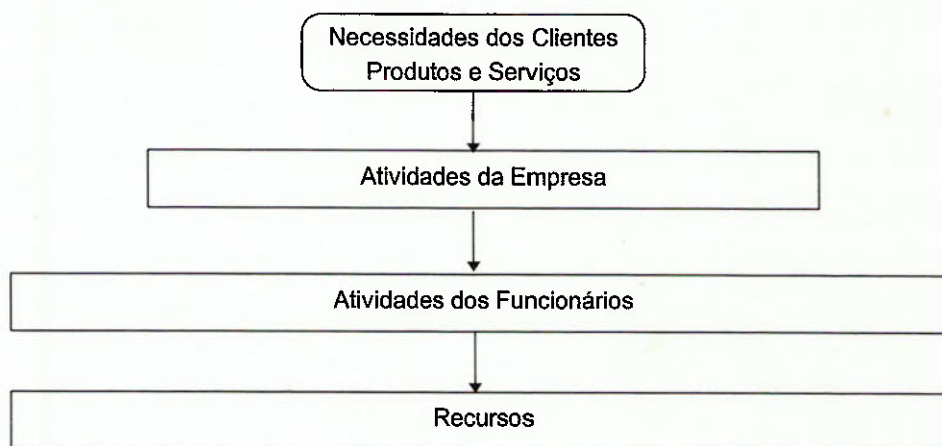 Necessidades dos Clientes
Produtos e Serviços
Atividades da Empresa
Atividades dos Funcionários
Recursos